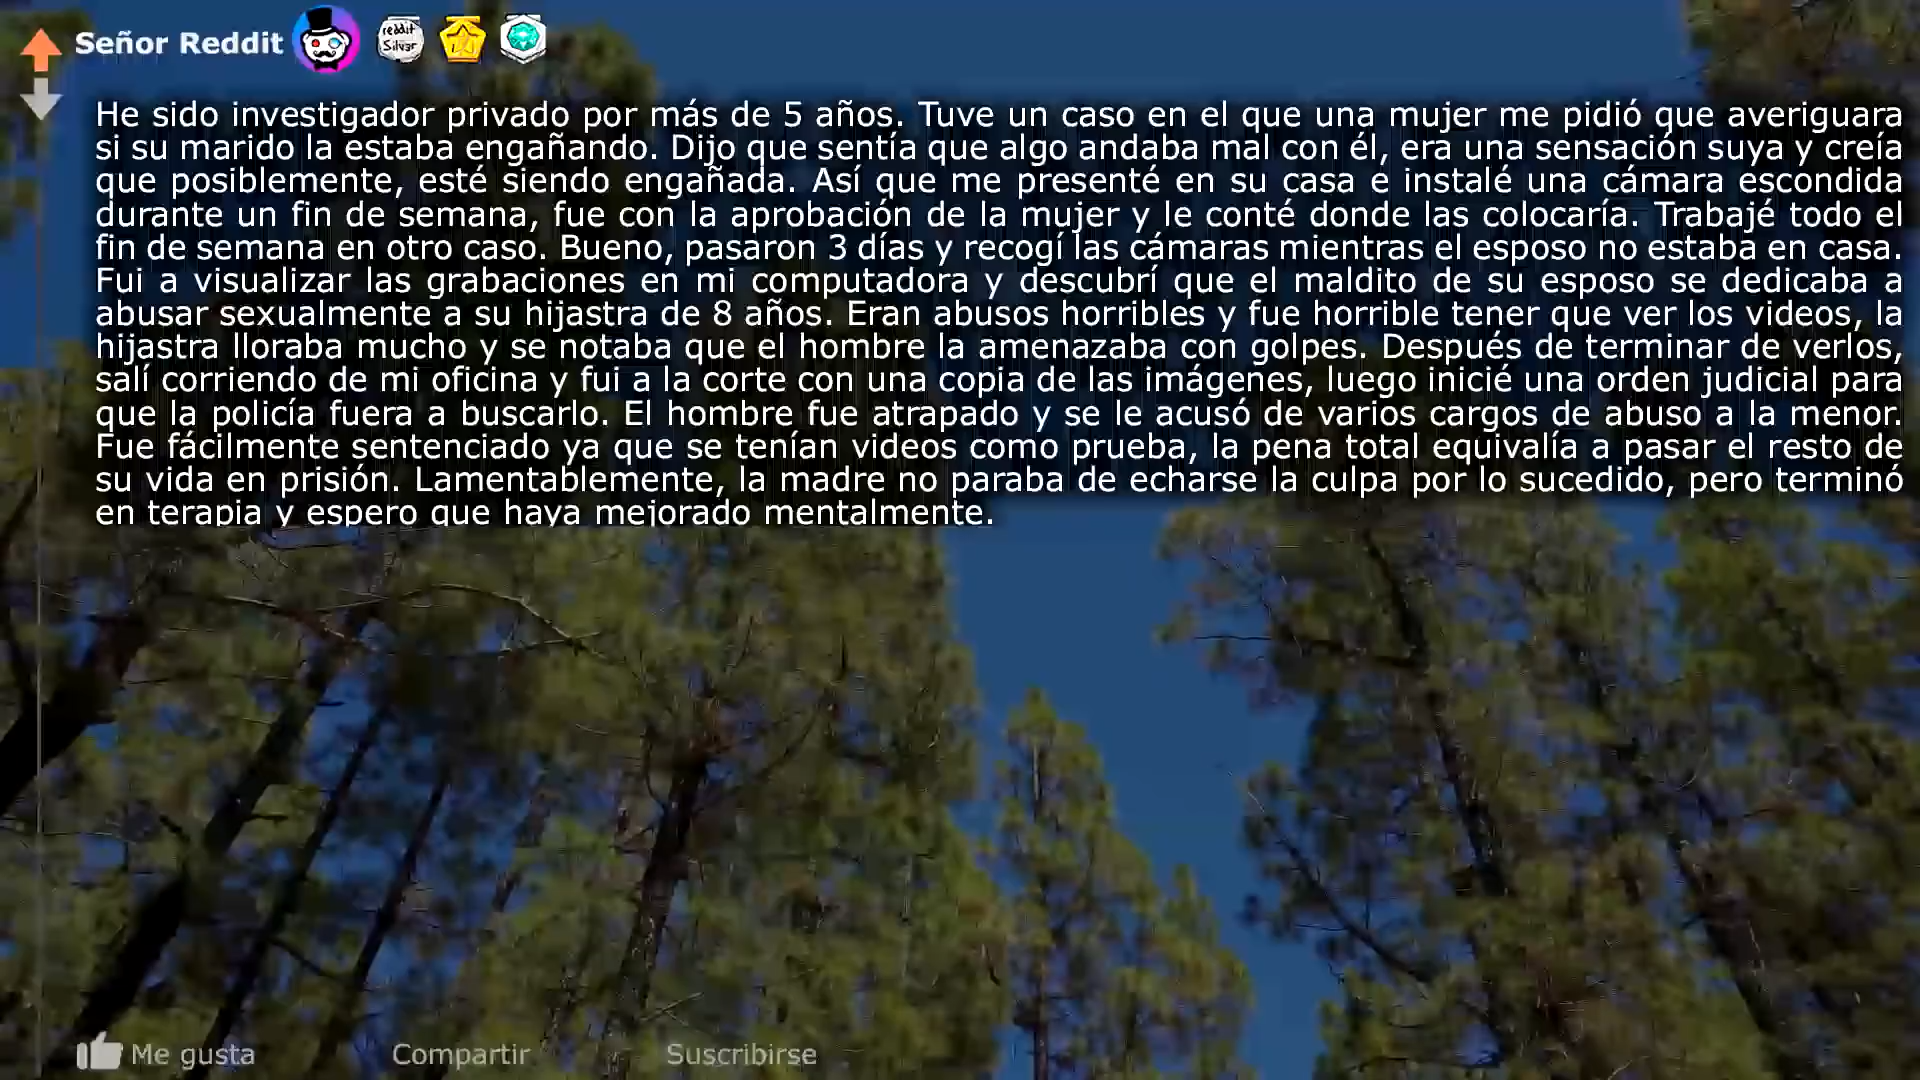 Señor Reddit
reddit
Silver
He sido investigador privado por más de 5 años. Tuve un caso en el que una mujer me pidió que averiguara
si su marido la estaba engañando. Dijo que sentía que algo andaba mal con él, era una sensación suya y creía
que posiblemente, esté siendo engañada. Así que me presenté en su casa e instalé una cámara escondida
durante un fin de semana, fue con la aprobación de la mujer y le conté donde las colocaría. Trabajé todo el
fin de semana en otro caso. Bueno, pasaron 3 días y recogí las cámaras mientras el esposo no estaba en casa.
Fui a visualizar las grabaciones en mi computadora y descubrí que el maldito de su esposo se dedicaba a
abusar sexualmente a su hijastra de 8 años. Eran abusos horribles y fue horrible tener que ver los videos, la
hijastra lloraba mucho y se notaba que el hombre la amenazaba con golpes. Después de terminar de verlos,
salí corriendo de mi oficina y fui a la corte con una copia de las imágenes, luego inicié una orden judicial para
que la policía fuera a buscarlo. El hombre fue atrapado y se le acusó de varios cargos de abuso a la menor.
Fue fácilmente sentenciado ya que se tenían videos como prueba, la pena total equivalía a pasar el resto de
su vida en prisión. Lamentablemente, la madre no paraba de echarse la culpa por lo sucedido, pero terminó
en terapia y espero que haya mejorado mentalmente.
Me gusta
Compartir
Suscribirse